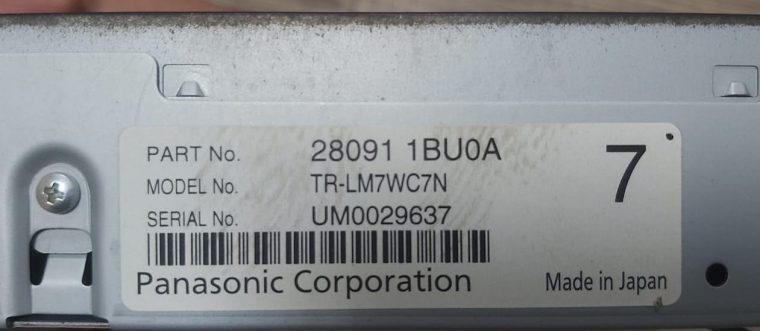 PART No. 28091 1BU0A
7
MODEL No. TR-LM7WC7N
SERIAL No. UM0029637
Panasonic Corporation Made in Japan